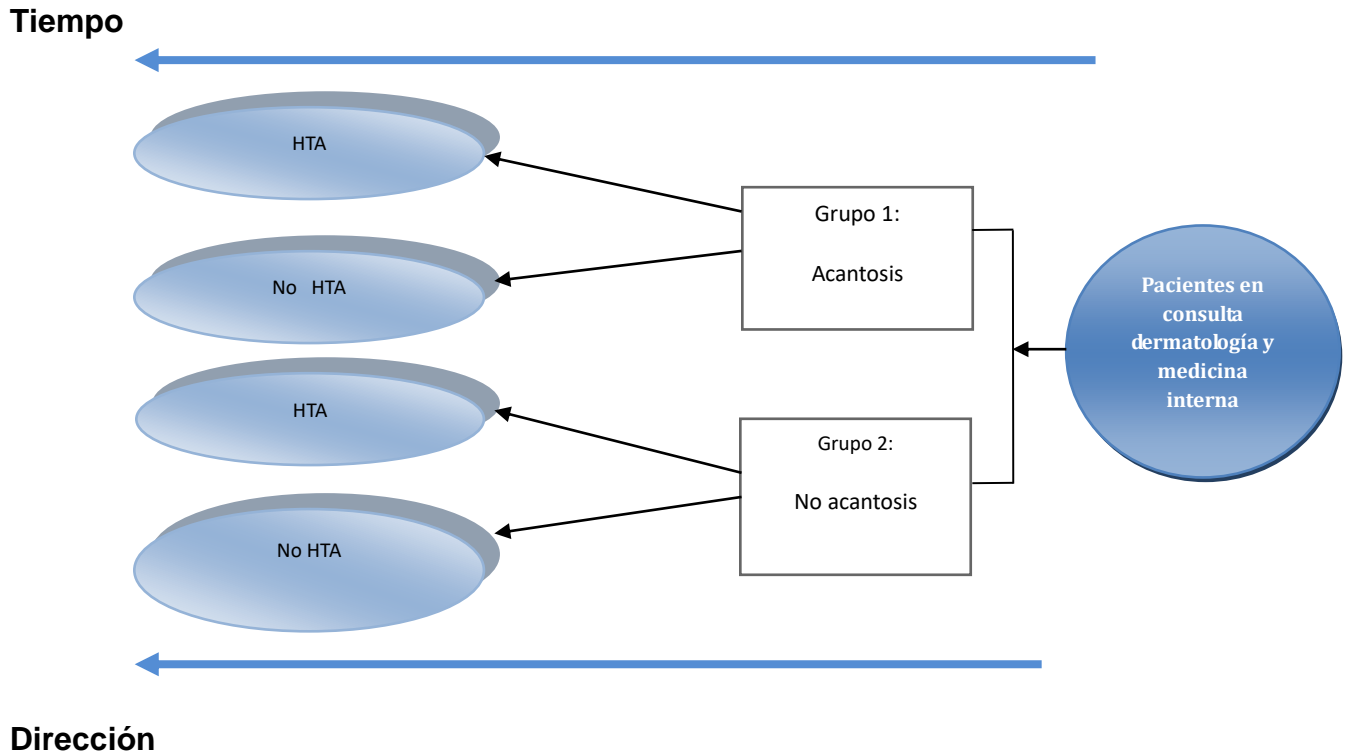 Tiempo
HTA
No HTA
HTA
No HTA
Grupo 1:
Acantosis
Grupo 2:
No acantosis
Pacientes en
consulta
dermatología y
medicina
interna
Dirección